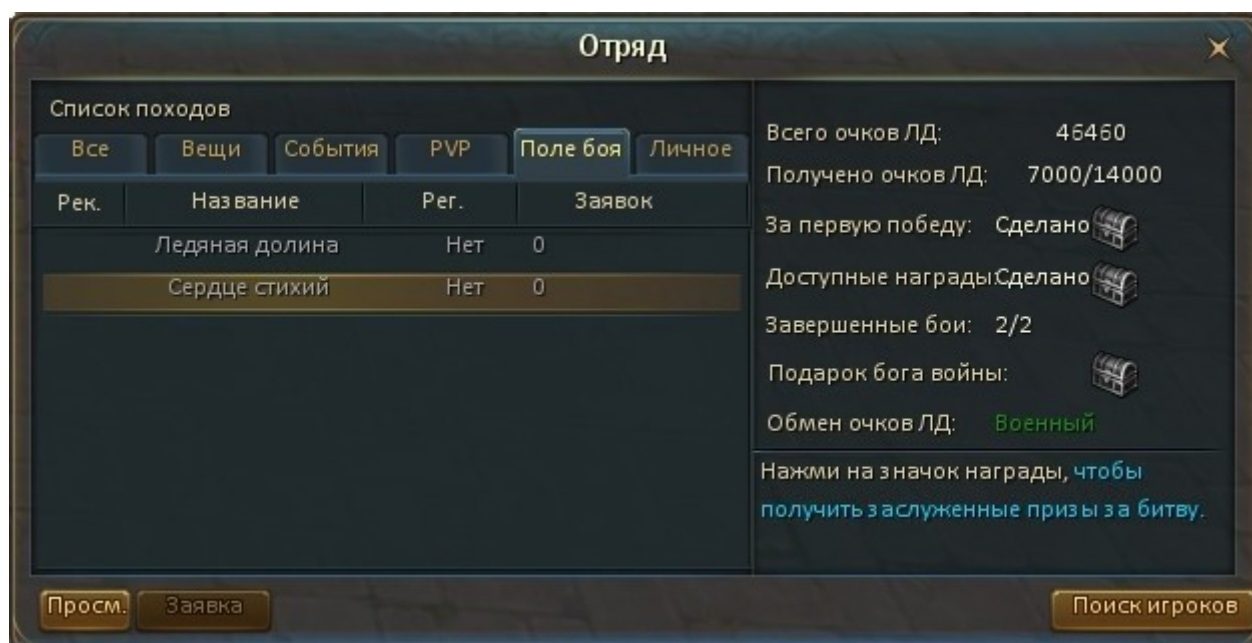 Отряд
Список походов
Все Вещи События PVP Поле боя Личное
Рек. Название Рег. Заявок
Ледяная долина Нет 0
Сердце стихий Нет 0
Всего очков ЛД: 46460
Получено очков ЛД: 7000/14000
За первую победу: Сделано
Доступные награды: Сделано
Завершенные бои: 2/2
Подарок бога войны:
Обмен очков ЛД: Военный
Нажми на значок награды, чтобы
получить заслуженные призы за битву.
Просм. Заявка Поиск игроков